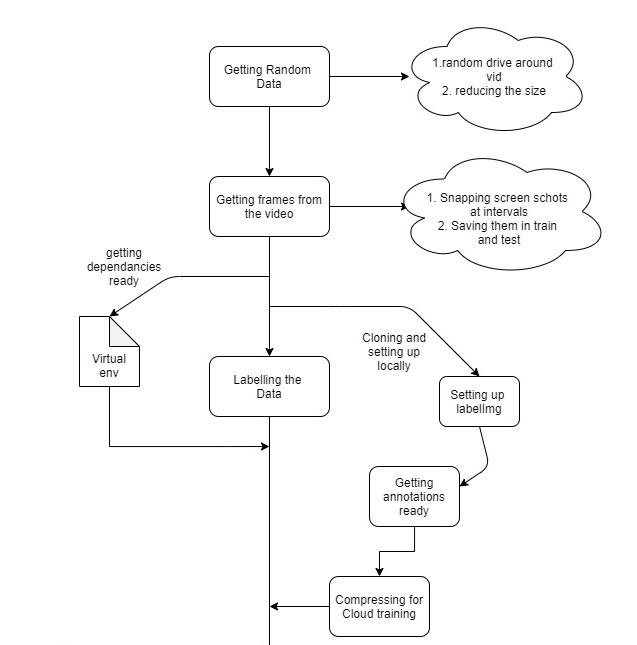 Getting Random
Data
1.random drive around
vid
2. reducing the size
Getting frames from
the video
1. Snapping screen schots
at intervals
2. Saving them in train
and test
getting
dependancies
ready
Virtual
env
Cloning and
setting up
locally
Labelling the
Data
Setting up
labelImg
Getting
annotations
ready
Compressing for
Cloud training